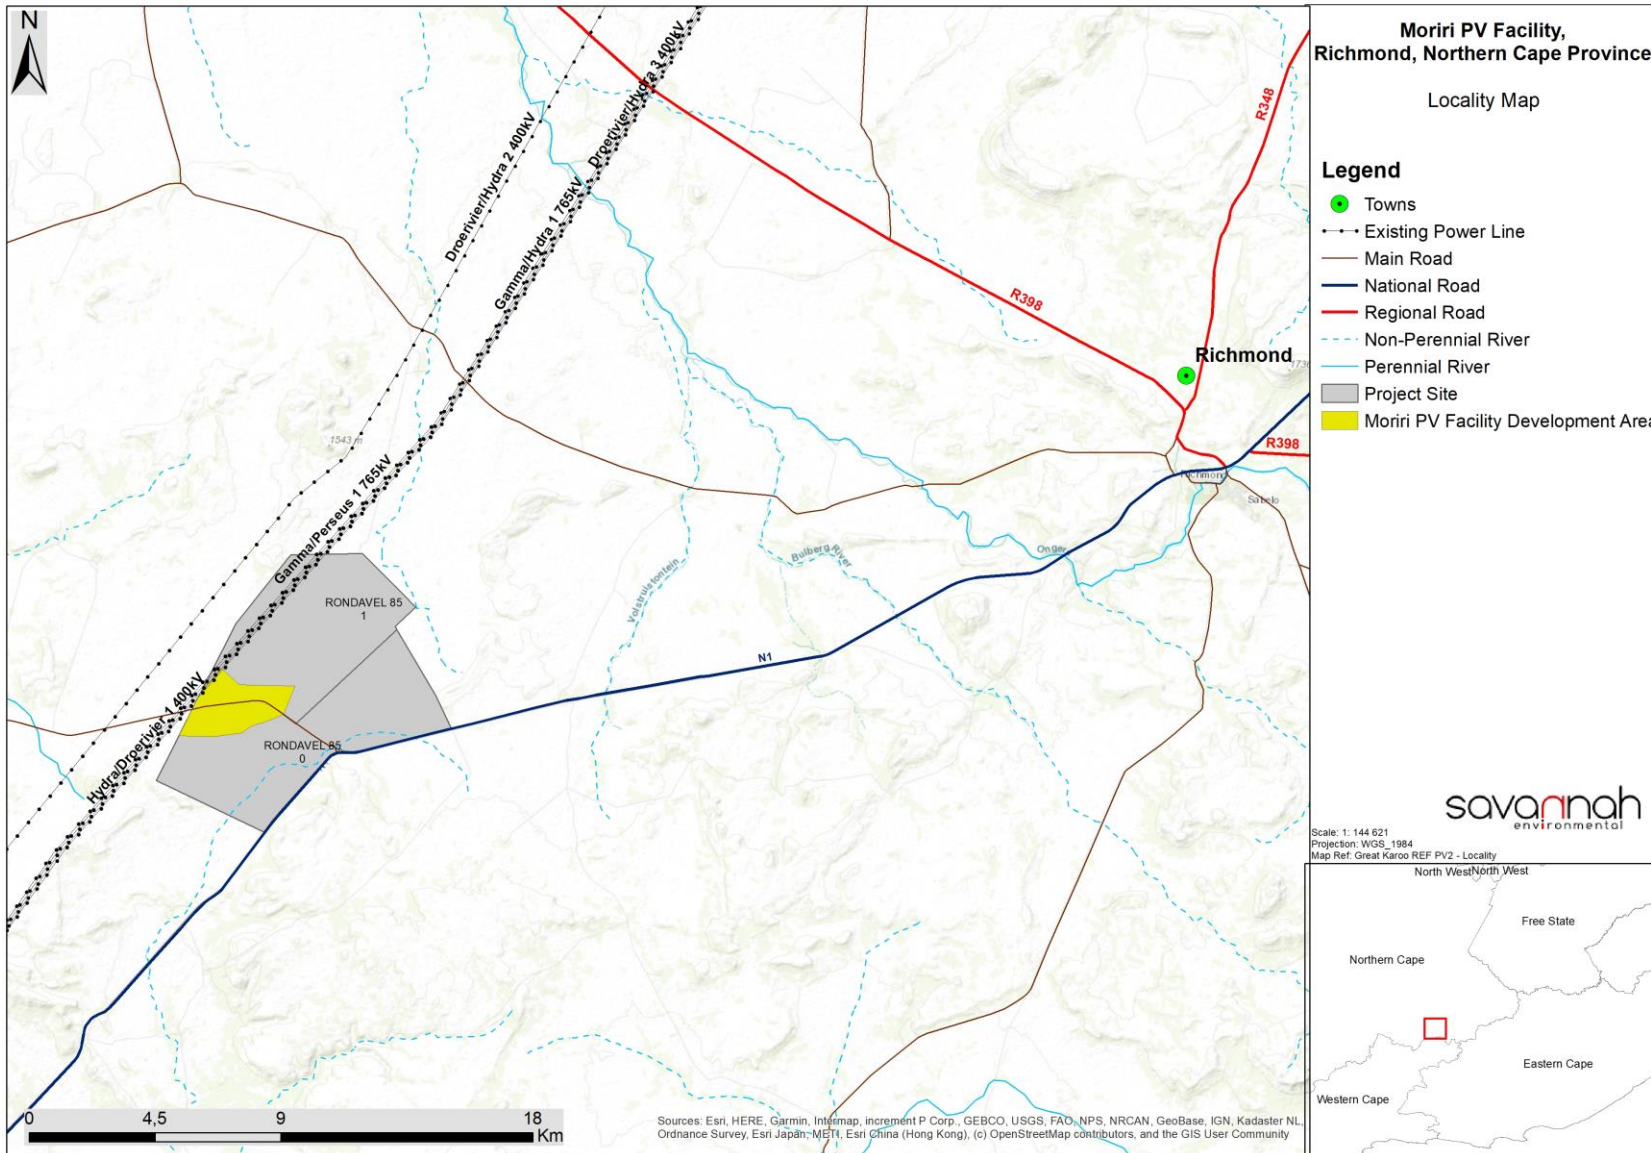 N
Moriri PV Facility,
Richmond, Northern Cape Province
Locality Map
Legend
Towns
Existing Power Line
Main Road
National Road
Regional Road
Non-Perennial River
Perennial River
Project Site
Moriri PV Facility Development Area
Droerivier/Hydra 3 400kV
Droerivier/Hydra 2 400kV
Gamma/Hydra 1 765kV
R348
R398
Richmond
1736
R398
1543 m
Gamma/Perseus 1 765kV
Richmond
Sabelo
Onger
Bulberg River
Volstruisfontein
RONDAVEL 85
1
N1
Hydra/Droerivier 1 400kV
RONDAVEL 85
0
savannah
environmental
Scale: 1: 144 621
Projection: WGS_1984
Map Ref: Great Karoo REF PV2 - Locality
North West
North West
Free State
Northern Cape
Eastern Cape
Western Cape
0 4,5 9 18
Km
Sources: Esri, HERE, Garmin, Intermap, increment P Corp., GEBCO, USGS, FAO, NPS, NRCAN, GeoBase, IGN, Kadaster NL,
Ordnance Survey, Esri Japan, METI, Esri China (Hong Kong), (c) OpenStreetMap contributors, and the GIS User Community